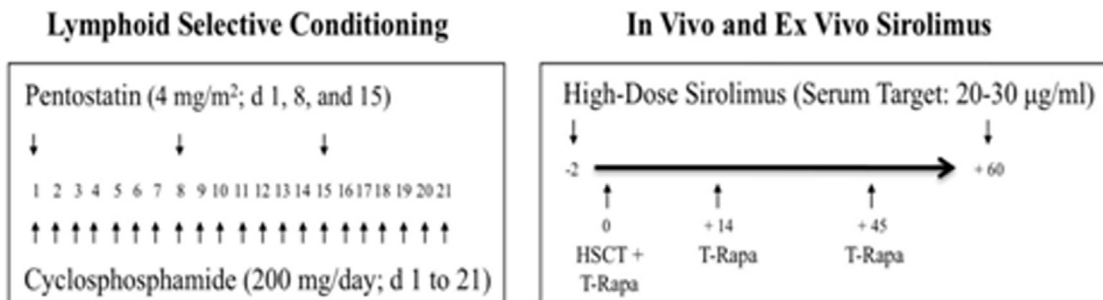 Lymphoid Selective Conditioning
Pentostatin (4 mg/m²; d 1, 8, and 15)
1 2 3 4 5 6 7 8 9 10 11 12 13 14 15 16 17 18 19 20 21
Cyclosphosphamide (200 mg/day; d 1 to 21)
In Vivo and Ex Vivo Sirolimus
High-Dose Sirolimus (Serum Target: 20-30 μg/ml)
-2 +60
0 +14 +45
HSCT + T-Rapa T-Rapa
T-Rapa